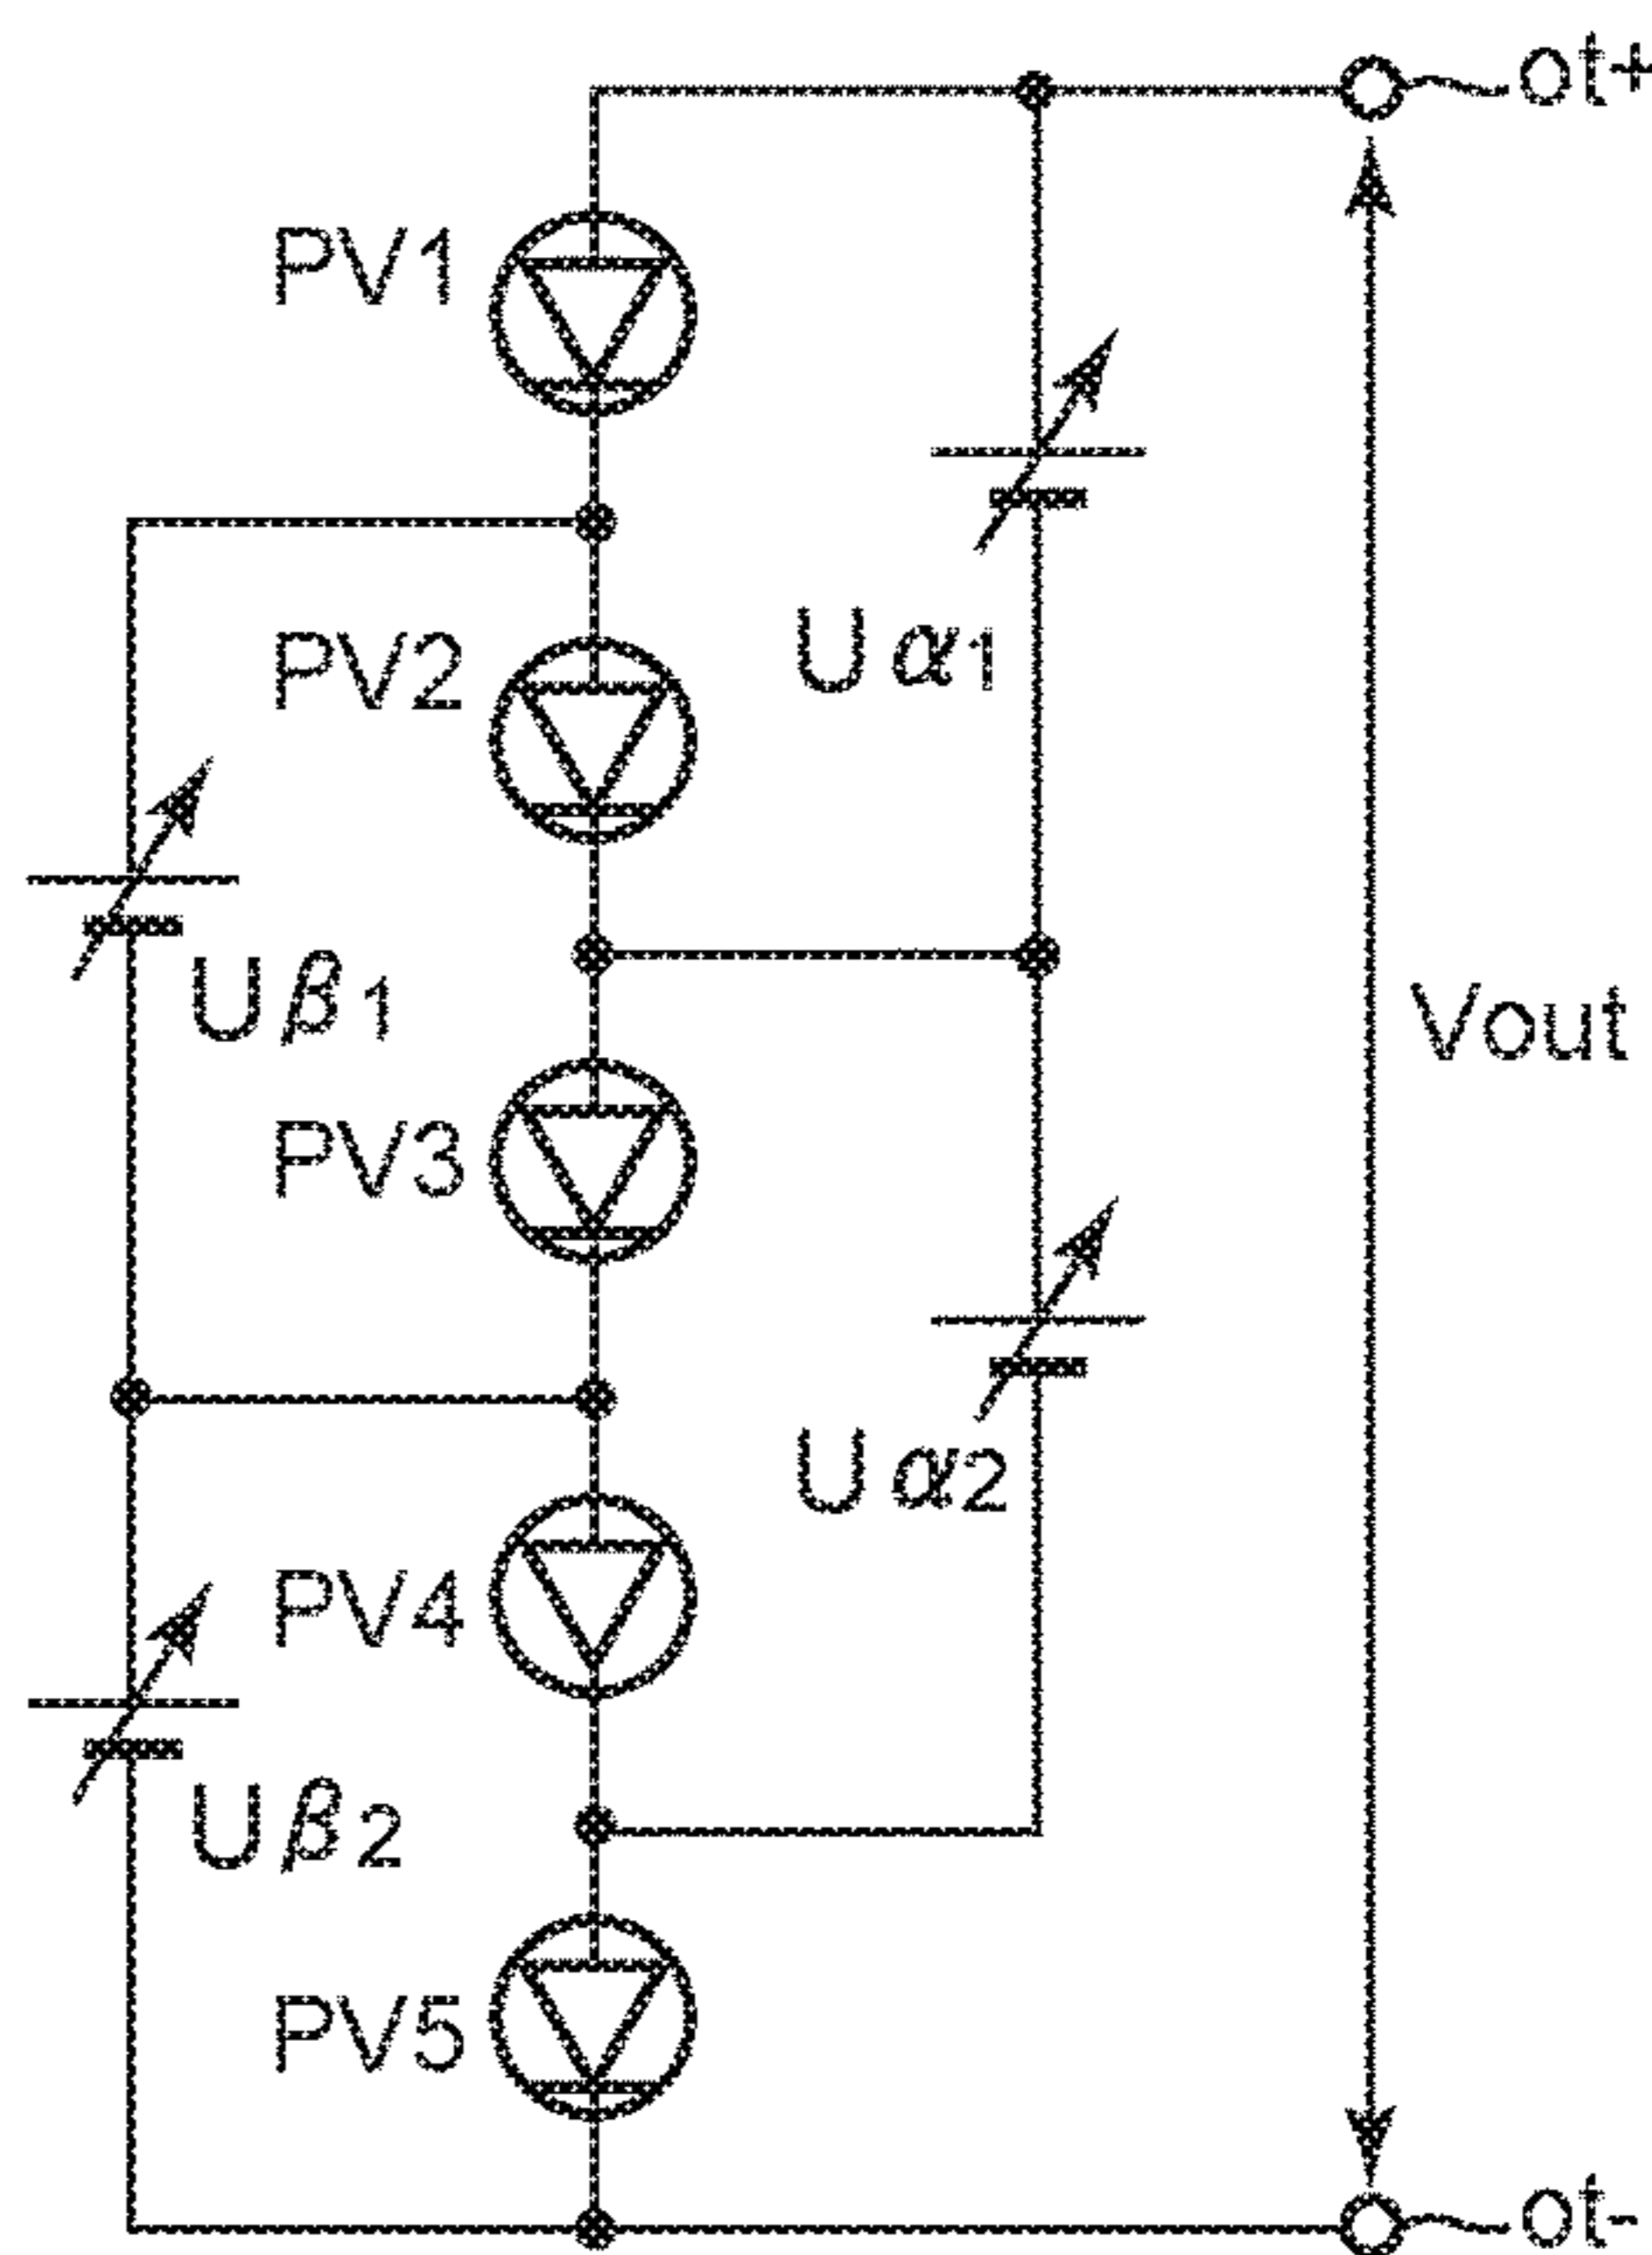 ot+
PV1
PV2
Uα1
Uβ1
Vout
PV3
Uα2
PV4
Uβ2
PV5
ot-